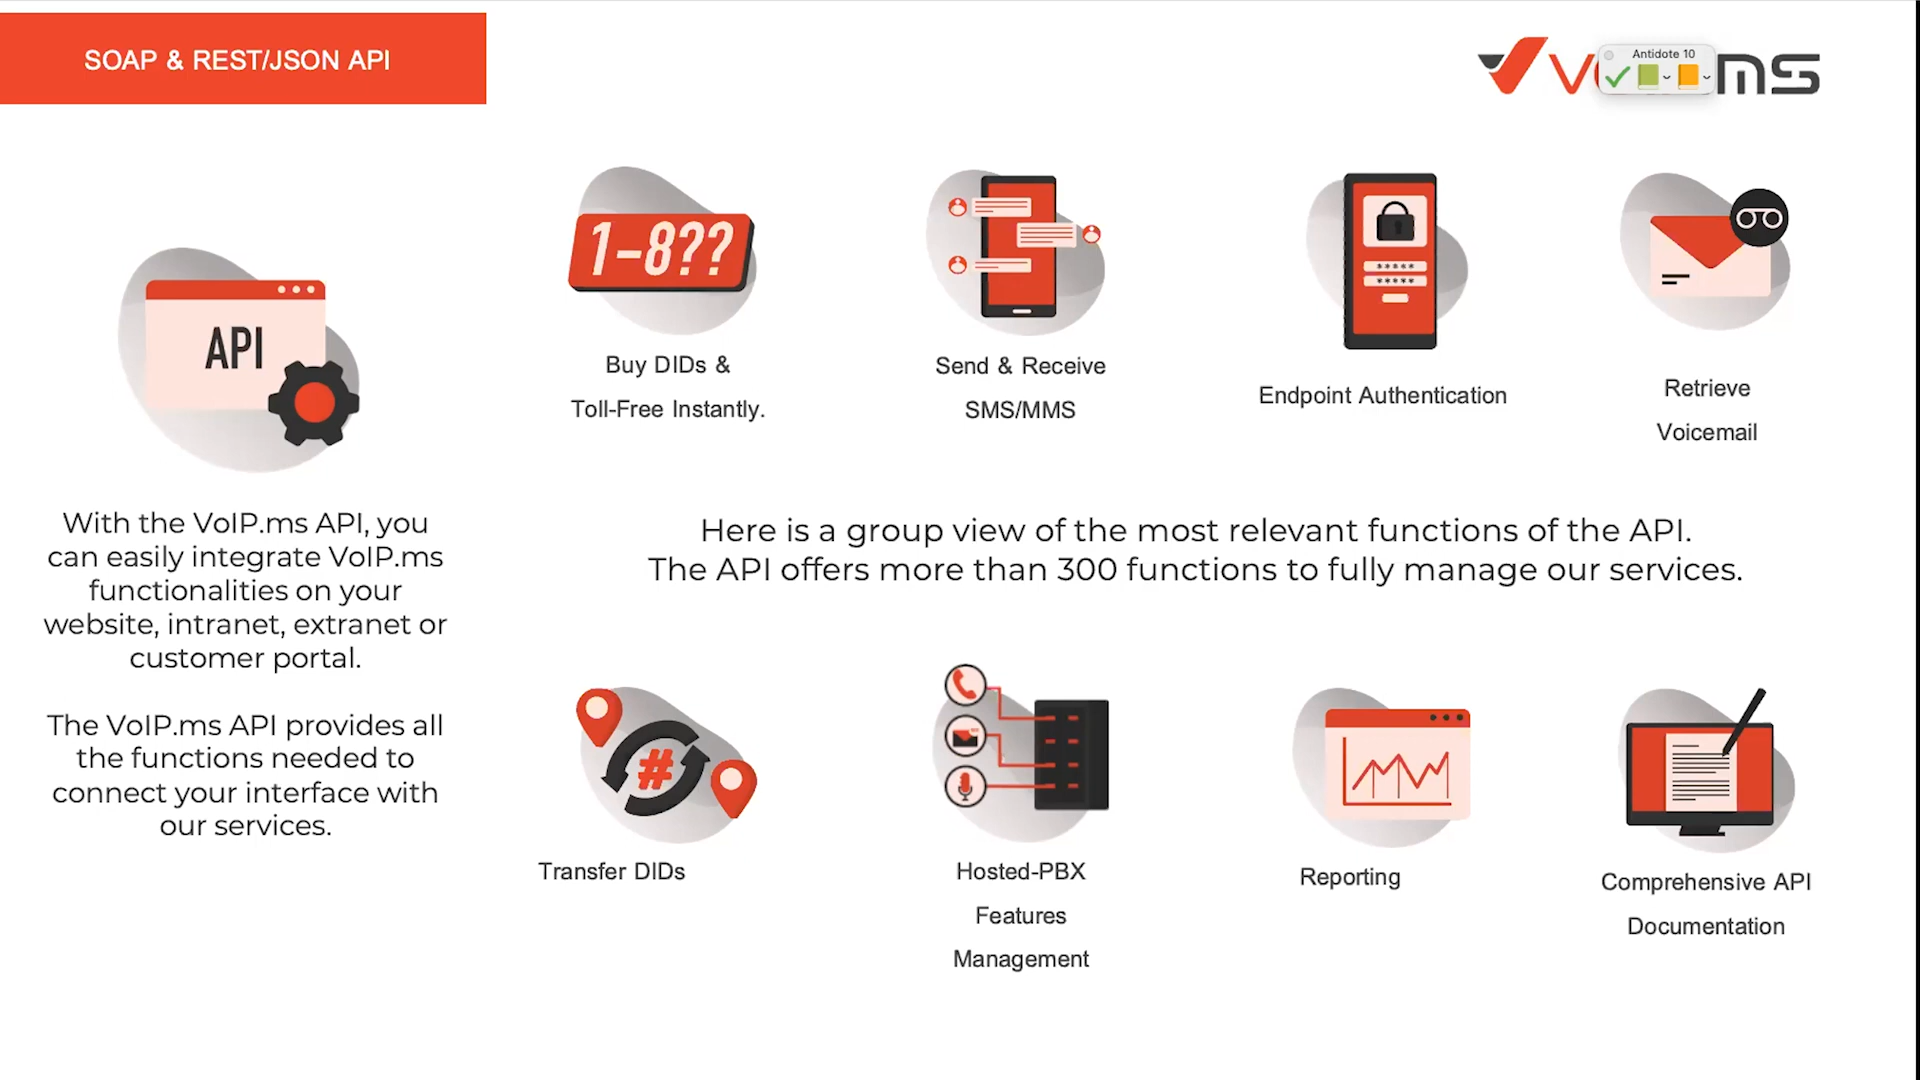 SOAP & REST/JSON API
Antidote 10
ms
API
With the VoIP.ms API, you
can easily integrate VoIP.ms
functionalities on your
website, intranet, extranet or
customer portal.
The VoIP.ms API provides all
the functions needed to
connect your interface with
our services.
1-8??
Buy DIDs &
Toll-Free Instantly.
Send & Receive
SMS/MMS
*****
*****
Endpoint Authentication
Retrieve
Voicemail
Here is a group view of the most relevant functions of the API.
The API offers more than 300 functions to fully manage our services.
#
Transfer DIDs
Hosted-PBX
Features
Management
Reporting
Comprehensive API
Documentation